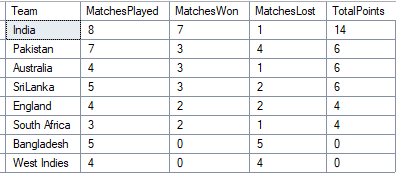 Team MatchesPlayed MatchesWon MatchesLost TotalPoints
India 8 7 1 14
Pakistan 7 3 4 6
Australia 4 3 1 6
SriLanka 5 3 2 6
England 4 2 2 4
South Africa 3 2 1 4
Bangladesh 5 0 5 0
West Indies 4 0 4 0